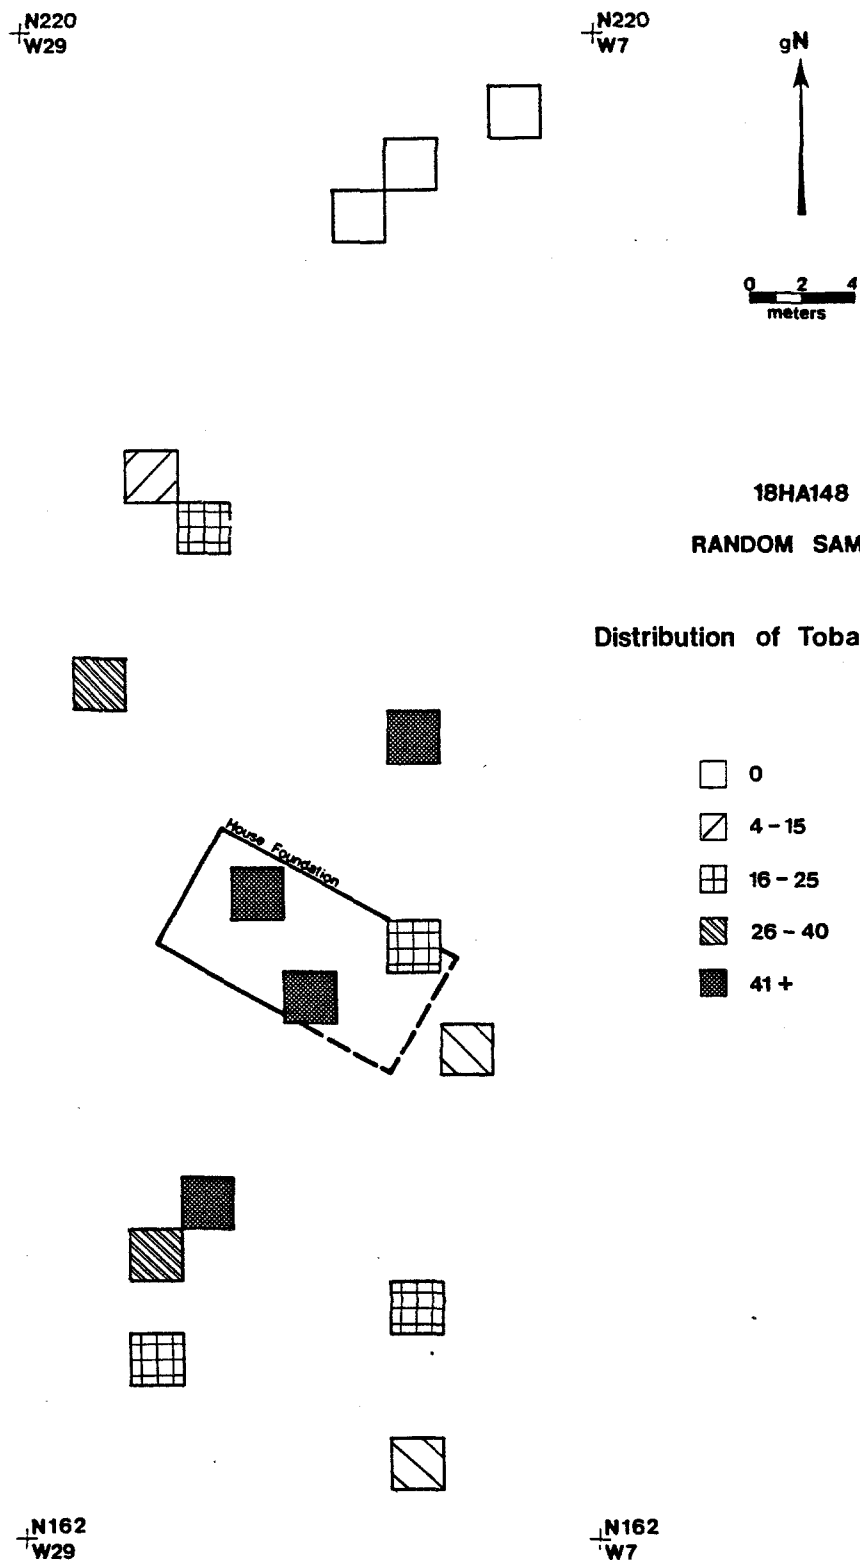 N220
W29
N220
W7
gN
0 2 4
meters
18HA148
RANDOM SAM
Distribution of Toba
0
4-15
16-25
26-40
41+
House Foundation
N162
W29
N162
W7